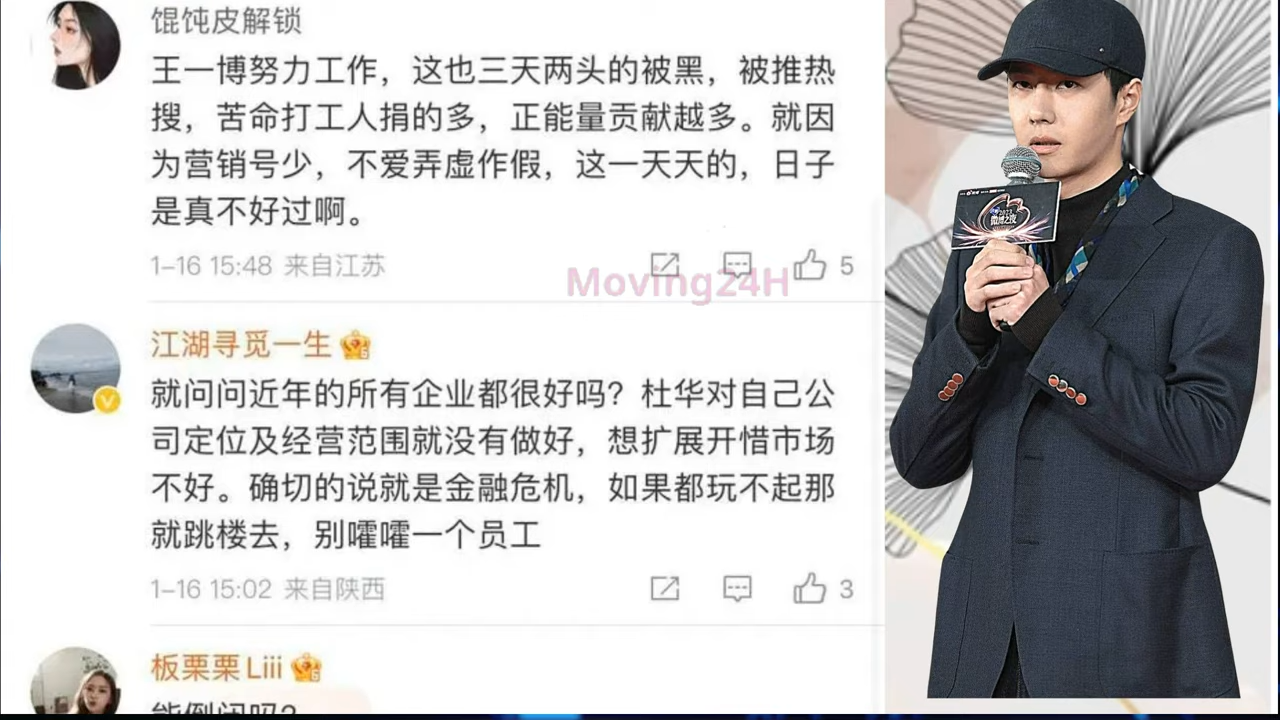 馄饨皮解锁
王一博努力工作，这也三天两头的被黑，被推热
搜，苦命打工人捐的多，正能量贡献越多。就因
为营销号少，不爱弄虚作假，这一天天的，日子
是真不好过啊。
1-16 15:48 来自江苏
5
Moving24H
江湖寻觅一生
就问问近年的所有企业都很好吗？杜华对自己公
司定位及经营范围就没有做好，想扩展开惜市场
不好。确切的说就是金融危机，如果都玩不起那
就跳楼去，别嚯嚯一个员工
1-16 15:02 来自陕西
3
板栗栗Liii
能倒闭吗？
微博之夜